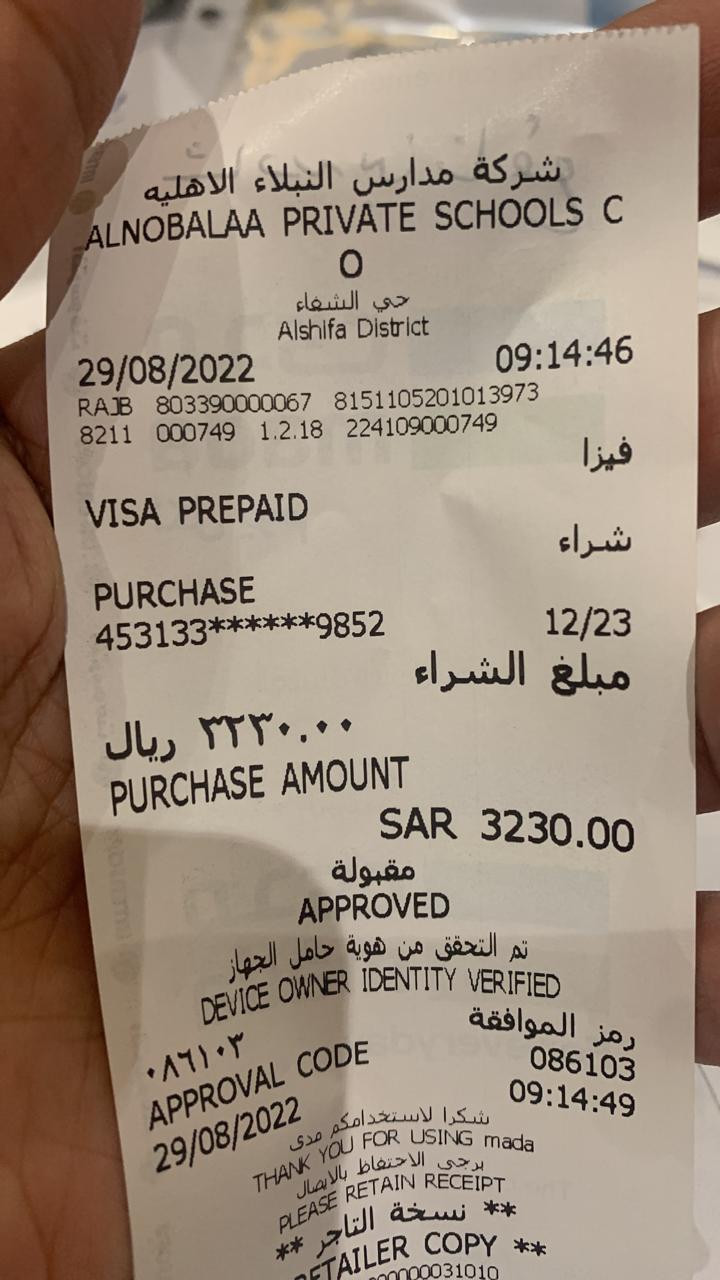 شركة مدارس النبلاء الاهليه
ALNOBALAA PRIVATE SCHOOLS C
O
حي الشفاء
Alshifa District
29/08/2022 09:14:46
RAJB 803390000067 8151105201013973
8211 000749 1.2.18 224109000749
فيزا
VISA PREPAID
شراء
PURCHASE
453133******9852 12/23
مبلغ الشراء
٣٢٣٠.٠٠ ريال
PURCHASE AMOUNT
SAR 3230.00
مقبولة
APPROVED
تم التحقق من هوية حامل الجهاز
DEVICE OWNER IDENTITY VERIFIED
رمز الموافقة
٠٨٦١٠٣
086103
APPROVAL CODE
29/08/2022 09:14:49
شكرا لاستخدامكم مدى
THANK YOU FOR USING mada
يرجى الاحتفاظ بالايصال
PLEASE RETAIN RECEIPT
** نسخة التاجر **
RETAILER COPY **